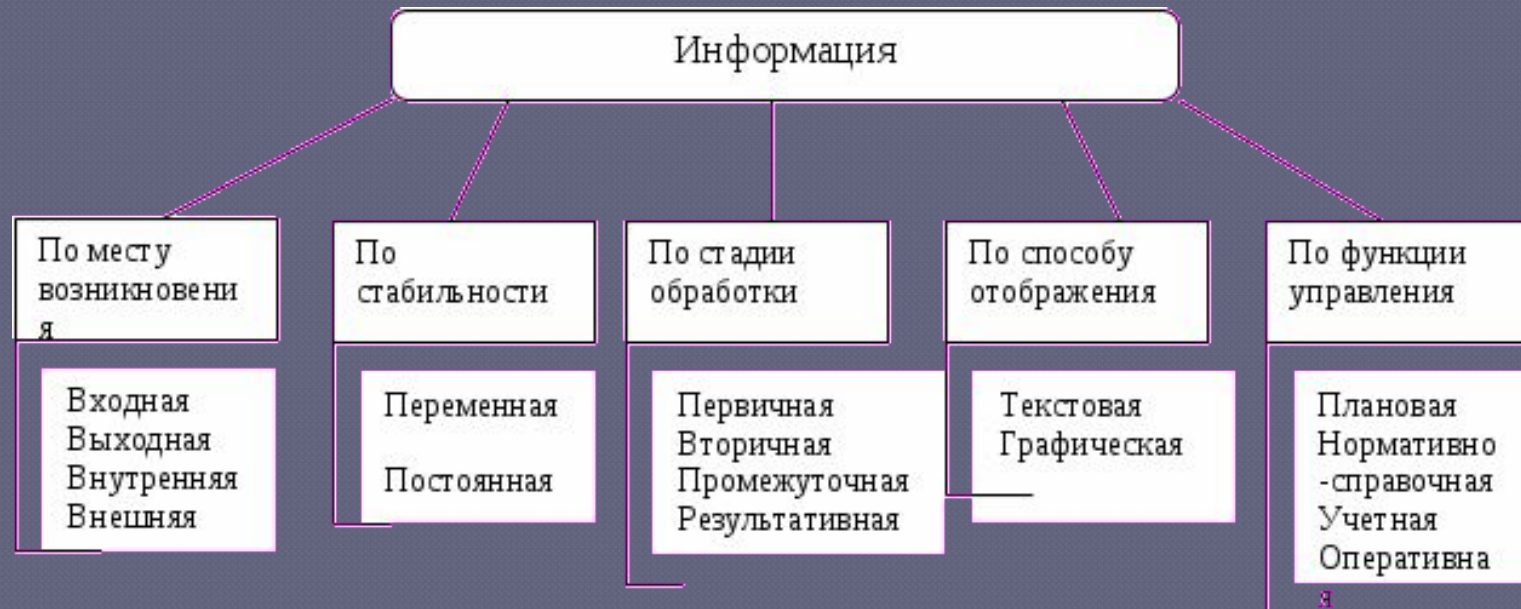 Информация
По месту
возникновени
я
Входная
Выходная
Внутренняя
Внешняя
По
стабильности
Переменная
Постоянная
По стадии
обработки
Первичная
Вторичная
Промежуточная
Результативная
По способу
отображения
Текстовая
Графическая
По функции
управления
Плановая
Нормативно
-справочная
Учетная
Оперативна
я